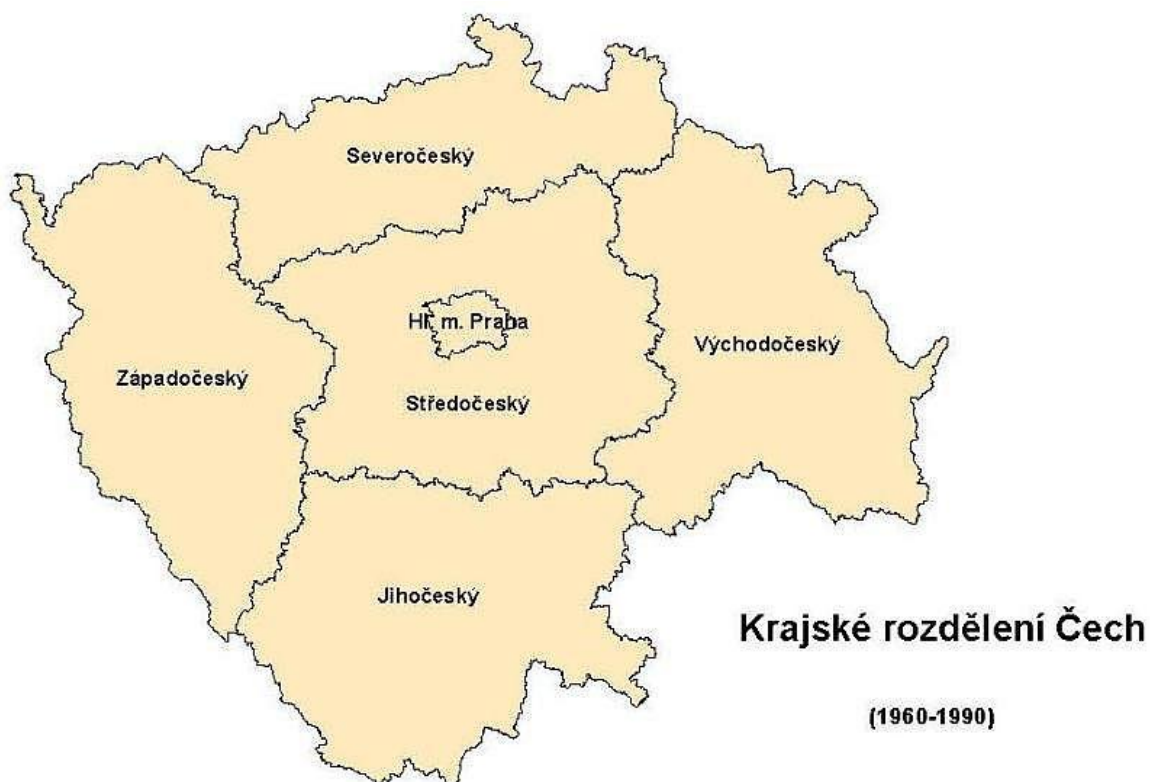 Severočeský
Hl. m. Praha
Východočeský
Západočeský
Středočeský
Jihočeský
Krajské rozdělení Čech
(1960-1990)